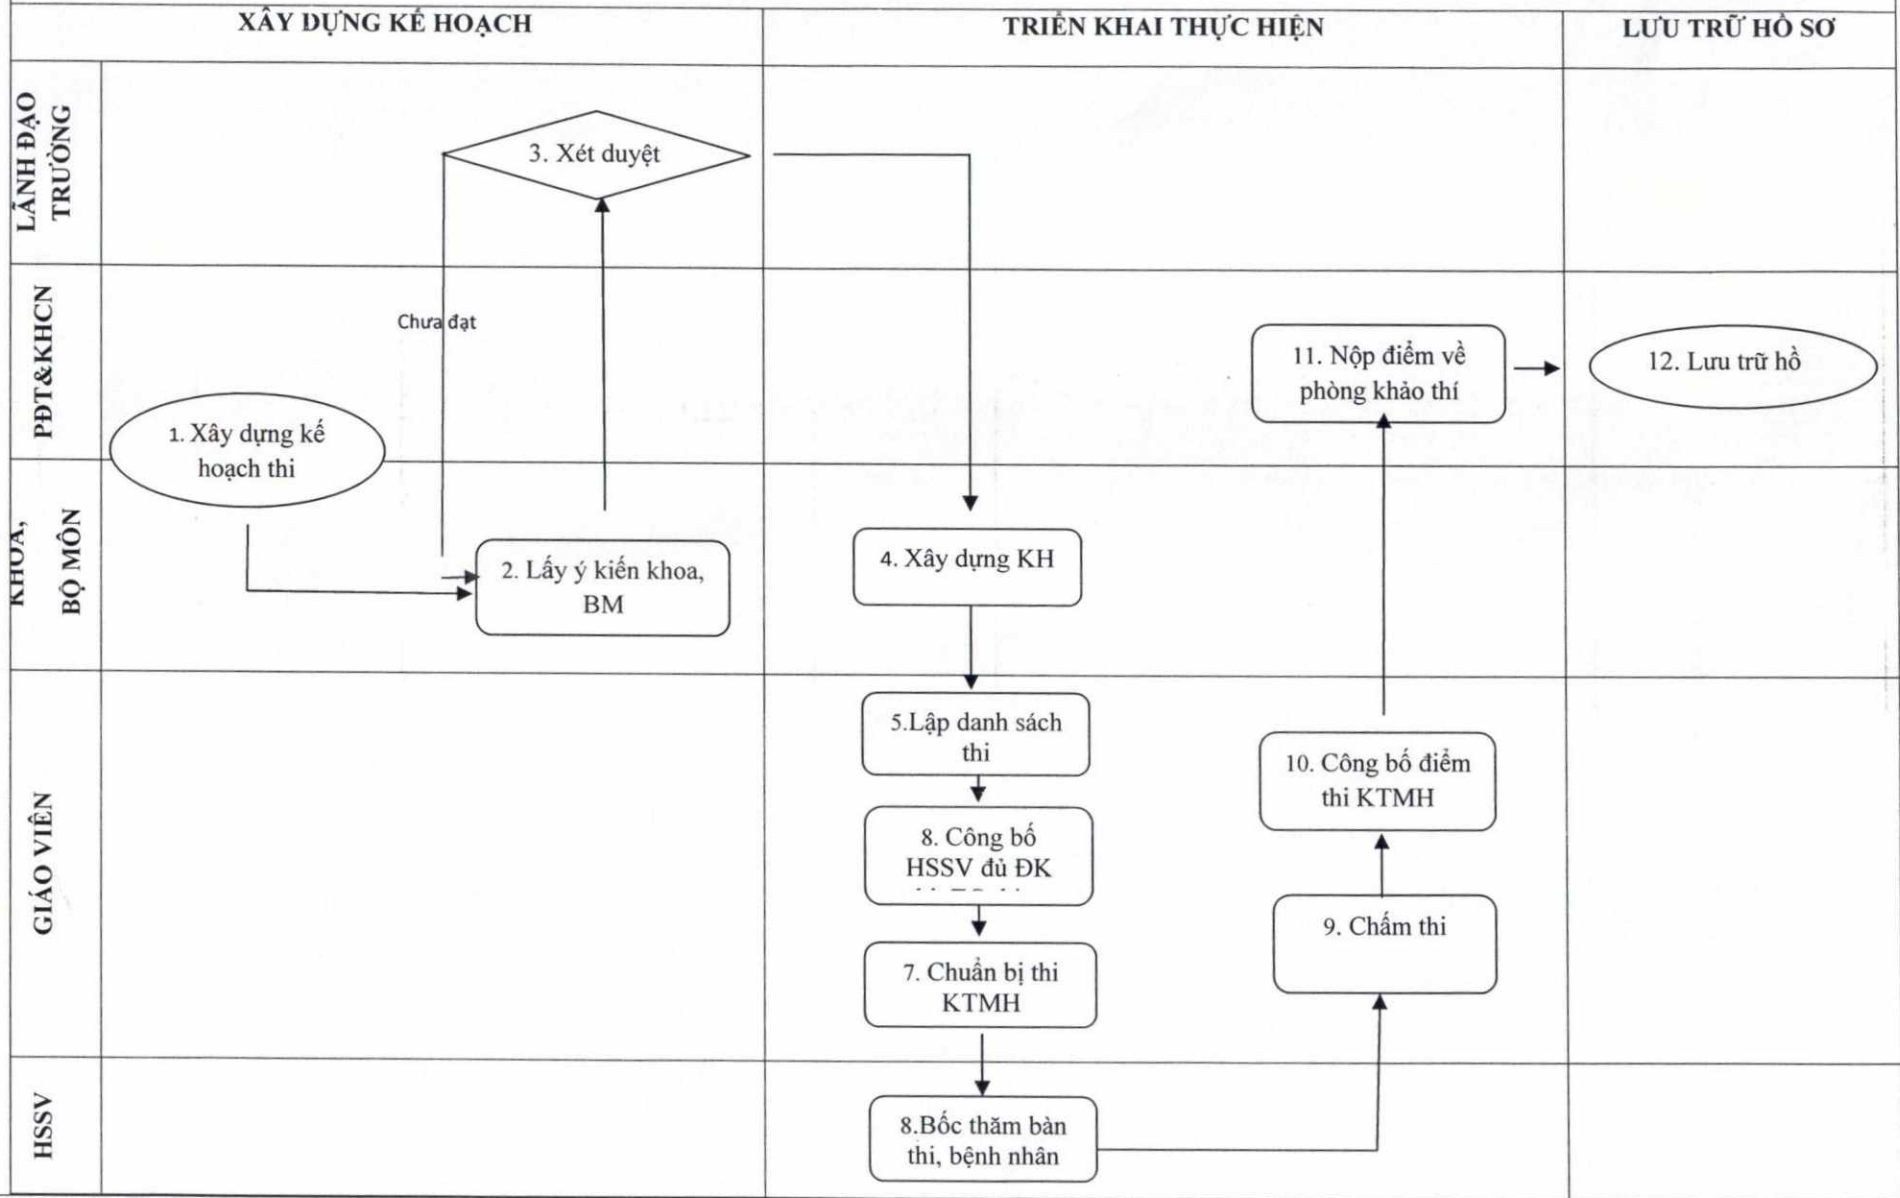 XÂY DỰNG KẾ HOẠCH
TRIỂN KHAI THỰC HIỆN
LƯU TRỮ HỒ SƠ
LÃNH ĐẠO
TRƯỜNG
3. Xét duyệt
PĐT&KHCN
Chưa đạt
1. Xây dựng kế
hoạch thi
11. Nộp điểm về
phòng khảo thí
12. Lưu trữ hồ
KHOA,
BỘ MÔN
2. Lấy ý kiến khoa,
BM
4. Xây dựng KH
GIÁO VIÊN
5.Lập danh sách
thi
8. Công bố
HSSV đủ ĐK
7. Chuẩn bị thi
KTMH
10. Công bố điểm
thi KTMH
9. Chấm thi
HSSV
8.Bốc thăm bàn
thi, bệnh nhân